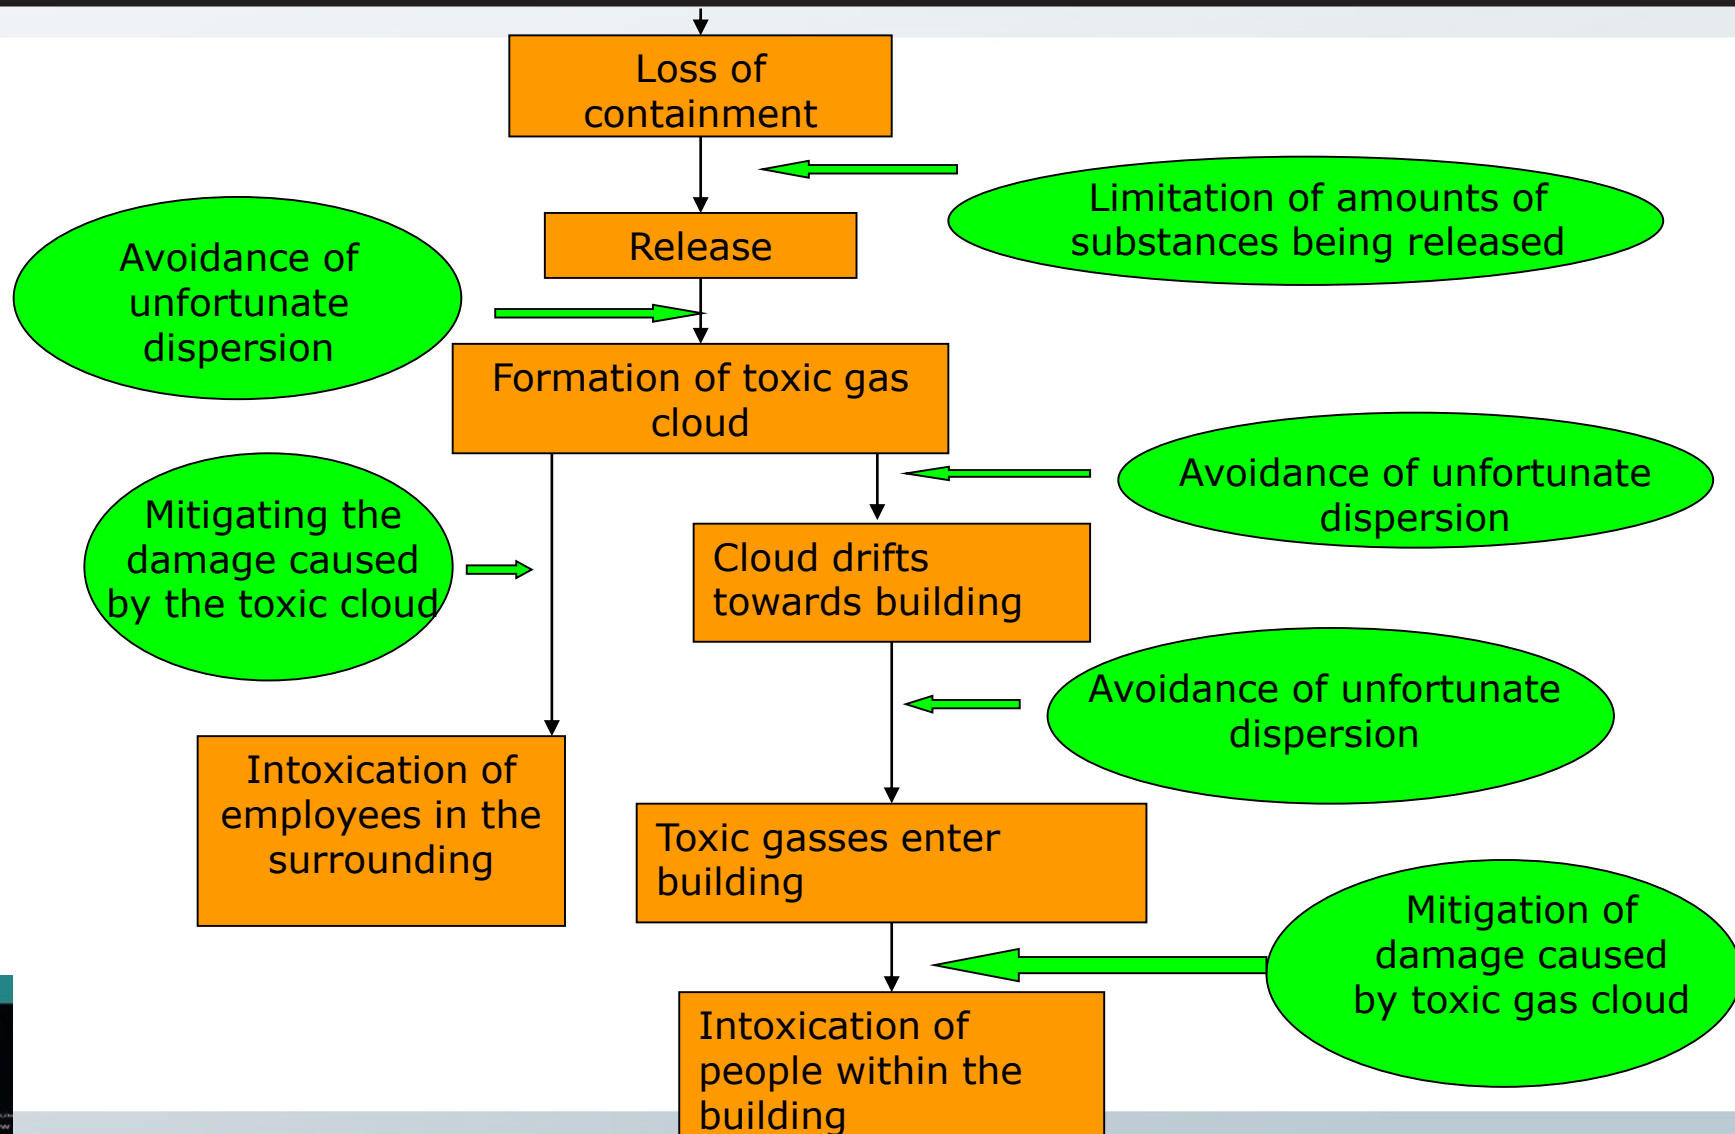 Loss of
containment
Limitation of amounts of
substances being released
Release
Avoidance of
unfortunate
dispersion
Formation of toxic gas
cloud
Avoidance of unfortunate
dispersion
Mitigating the
damage caused
by the toxic cloud
Cloud drifts
towards building
Avoidance of unfortunate
dispersion
Intoxication of
employees in the
surrounding
Toxic gasses enter
building
Mitigation of
damage caused
by toxic gas cloud
Intoxication of
people within the
building